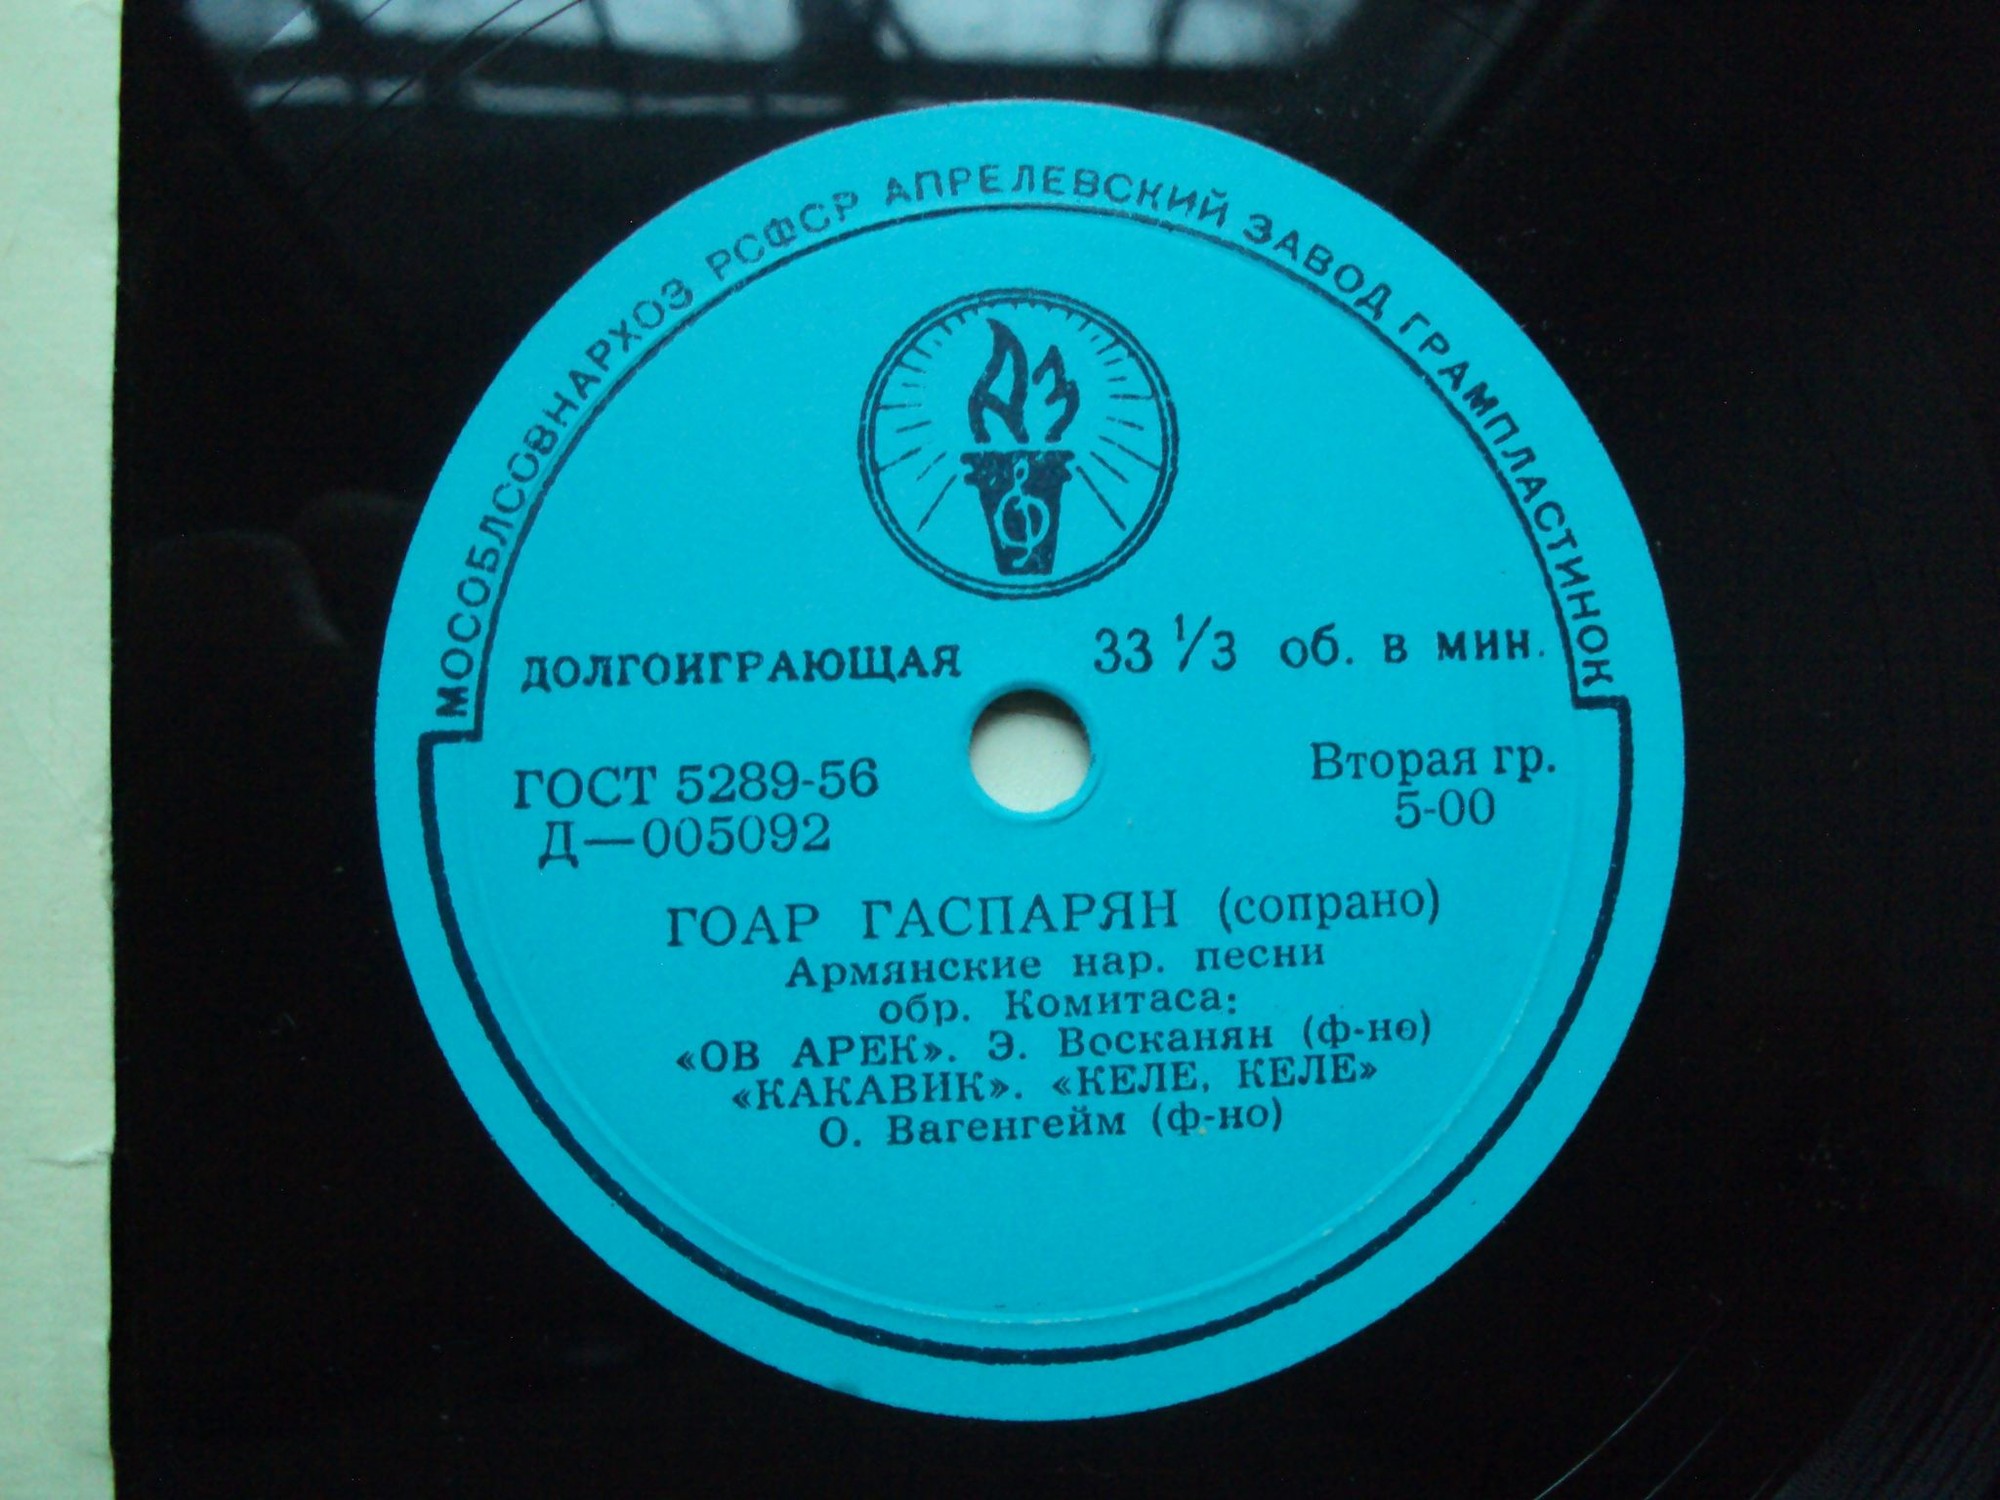 МОСОБЛСОВНАРХОЗ РСФСР АПРЕЛЕВСКИЙ ЗАВОД ГРАМПЛАСТИНОК
АЗ
ДОЛГОИГРАЮЩАЯ 33 1/3 об. в мин.
ГОСТ 5289-56 Вторая гр.
Д—005092 5-00
ГОАР ГАСПАРЯН (сопрано)
Армянские нар. песни
обр. Комитаса:
«ОВ АРЕК». Э. Восканян (ф-но)
«КАКАВИК». «КЕЛЕ, КЕЛЕ»
О. Вагенгейм (ф-но)